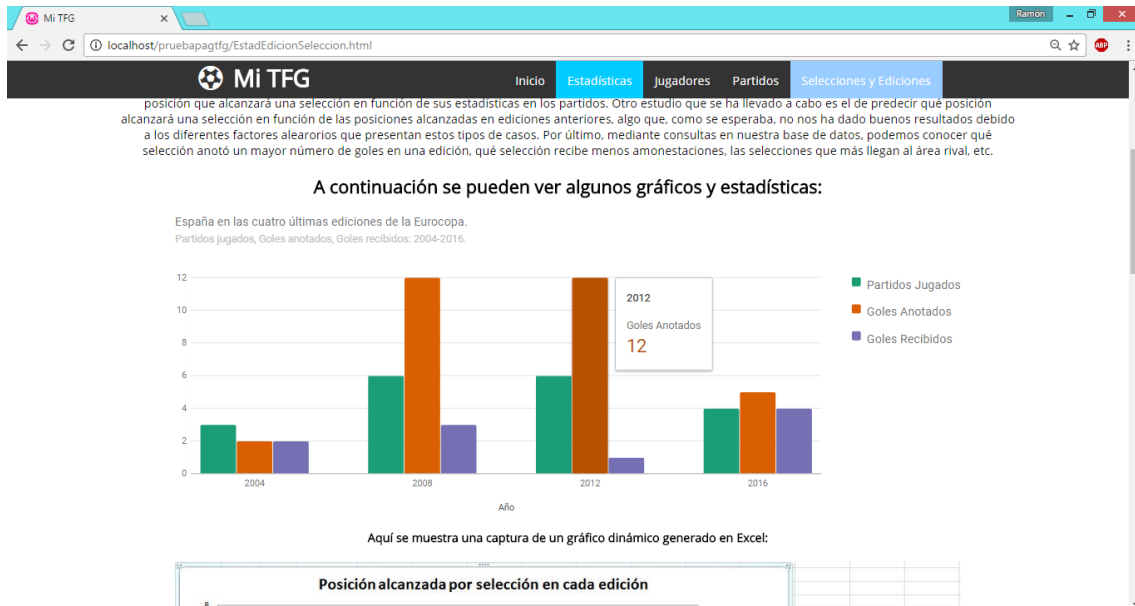 Mi TFG
Ramón
localhost/pruebapagtfg/EstadEdicionSeleccion.html
ABP
Mi TFG
Inicio
Estadísticas
Jugadores
Partidos
Selecciones y Ediciones
posición que alcanzará una selección en función de sus estadísticas en los partidos. Otro estudio que se ha llevado a cabo es el de predecir qué posición
alcanzará una selección en función de las posiciones alcanzadas en ediciones anteriores, algo que, como se esperaba, no nos ha dado buenos resultados debido
a los diferentes factores alearorios que presentan estos tipos de casos. Por último, mediante consultas en nuestra base de datos, podemos conocer qué
selección anotó un mayor número de goles en una edición, qué selección recibe menos amonestaciones, las selecciones que más llegan al área rival, etc.
A continuación se pueden ver algunos gráficos y estadísticas:
España en las cuatro últimas ediciones de la Eurocopa.
Partidos jugados, Goles anotados, Goles recibidos: 2004-2016.
12
10
8
6
4
2
0
2004
2008
2012
2016
Año
2012
Goles Anotados
12
Partidos Jugados
Goles Anotados
Goles Recibidos
Aquí se muestra una captura de un gráfico dinámico generado en Excel:
Posición alcanzada por selección en cada edición
8